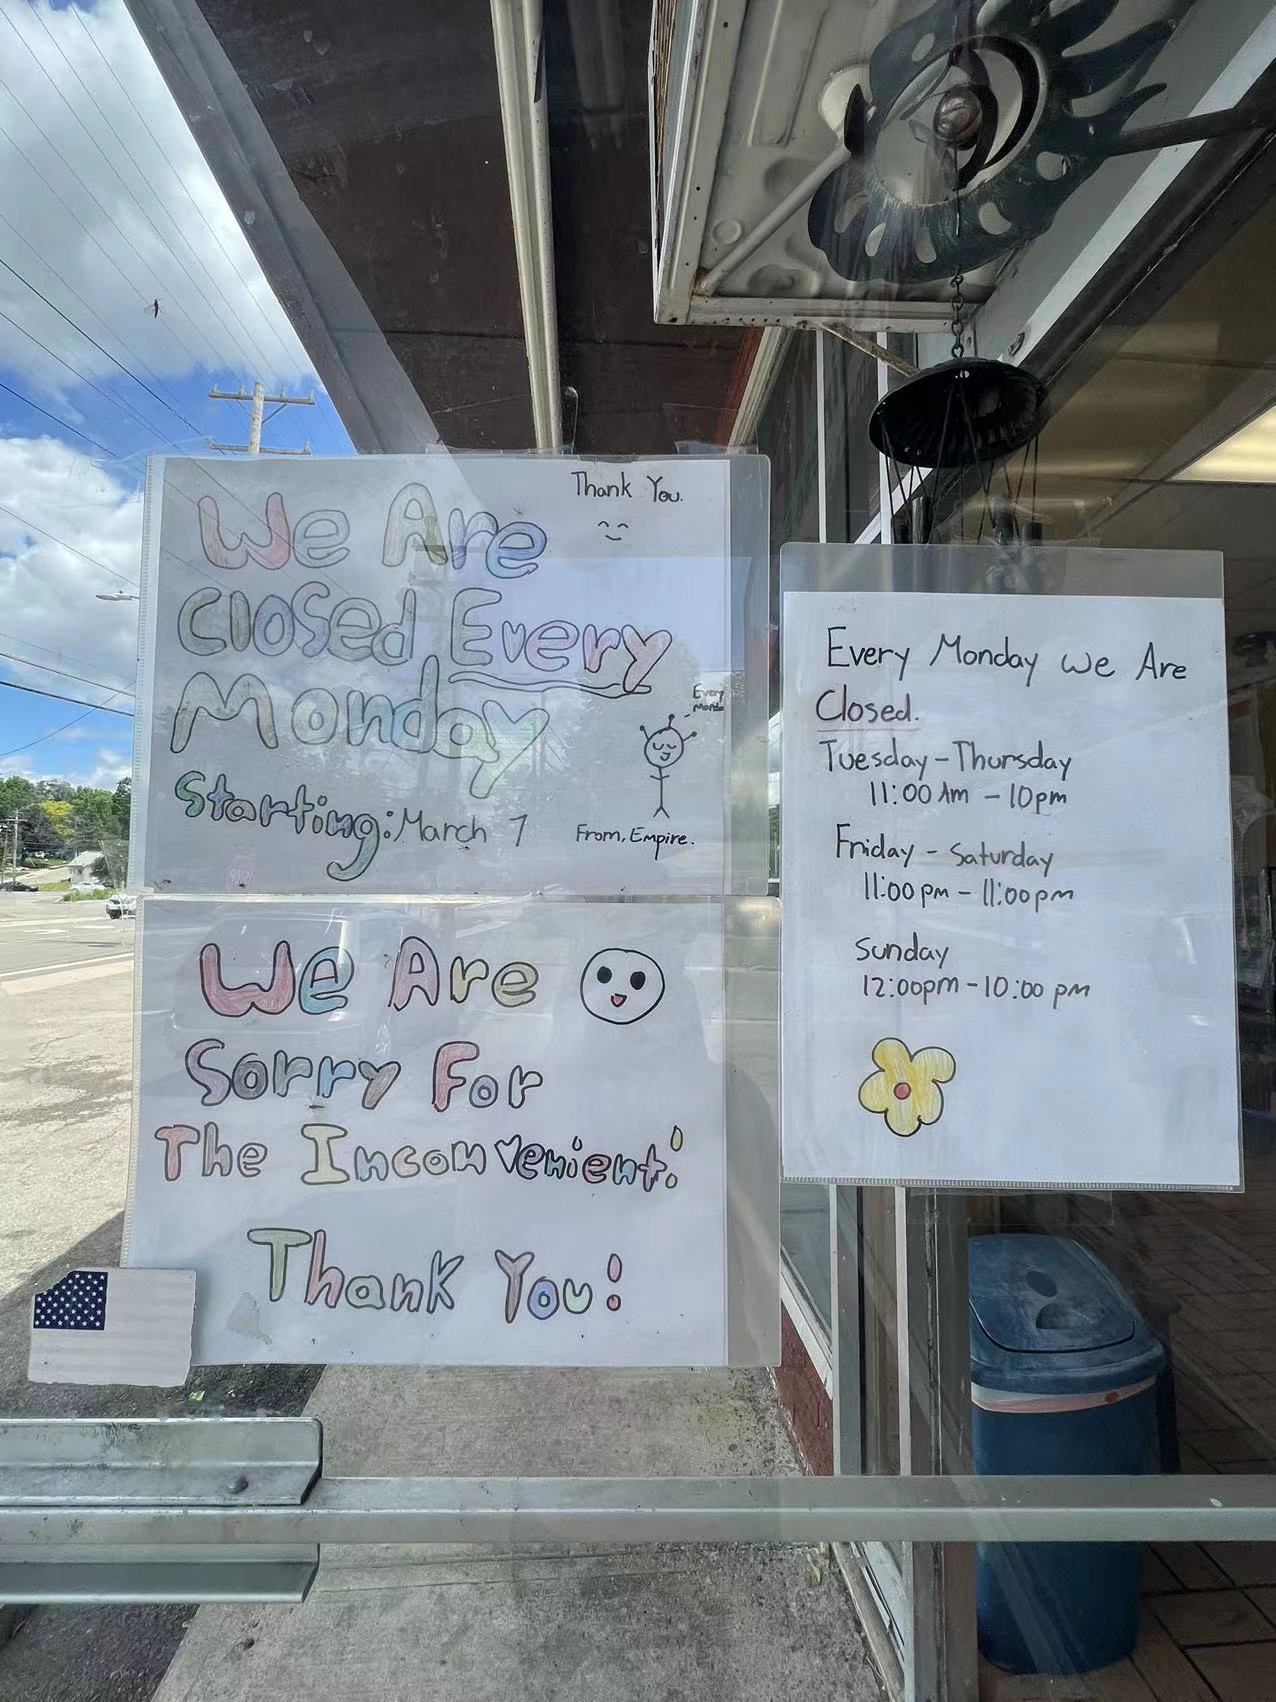 Thank You.
We Are
Closed Every
Monday
Starting: March 7
Every
Monda
From, Empire.
We Are
Sorry For
The Inconvenient!
Thank You!
Every Monday we Are
Closed.
Tuesday - Thursday
11:00 Am - 10pm
Friday - Saturday
11:00 pm - 11:00 pm
Sunday
12:00pm - 10:00 pm